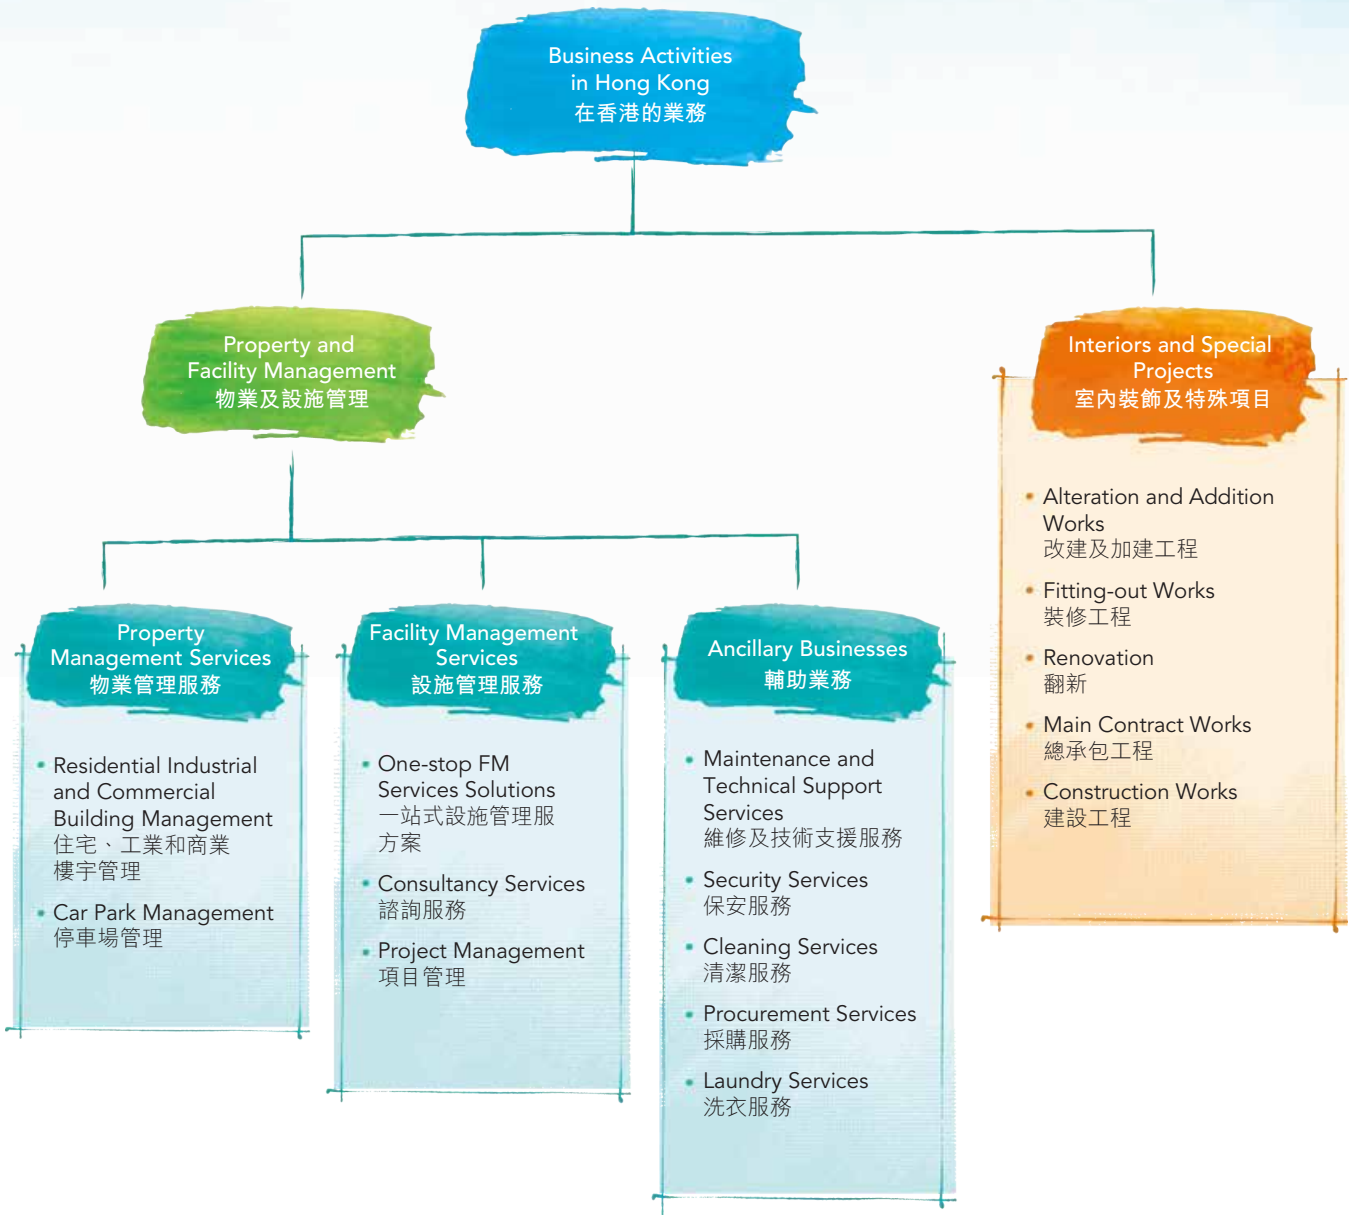 Business Activities
in Hong Kong
在香港的業務
Property and
Facility Management
物業及設施管理
Interiors and Special
Projects
室內裝飾及特殊項目
Property
Management Services
物業管理服務
• Residential Industrial
and Commercial
Building Management
住宅、工業和商業
樓宇管理
• Car Park Management
停車場管理
Facility Management
Services
設施管理服務
• One-stop FM
Services Solutions
一站式設施管理服
方案
• Consultancy Services
諮詢服務
• Project Management
項目管理
Ancillary Businesses
輔助業務
• Maintenance and
Technical Support
Services
維修及技術支援服務
• Security Services
保安服務
• Cleaning Services
清潔服務
• Procurement Services
採購服務
• Laundry Services
洗衣服務
• Alteration and Addition
Works
改建及加建工程
• Fitting-out Works
裝修工程
• Renovation
翻新
• Main Contract Works
總承包工程
• Construction Works
建設工程